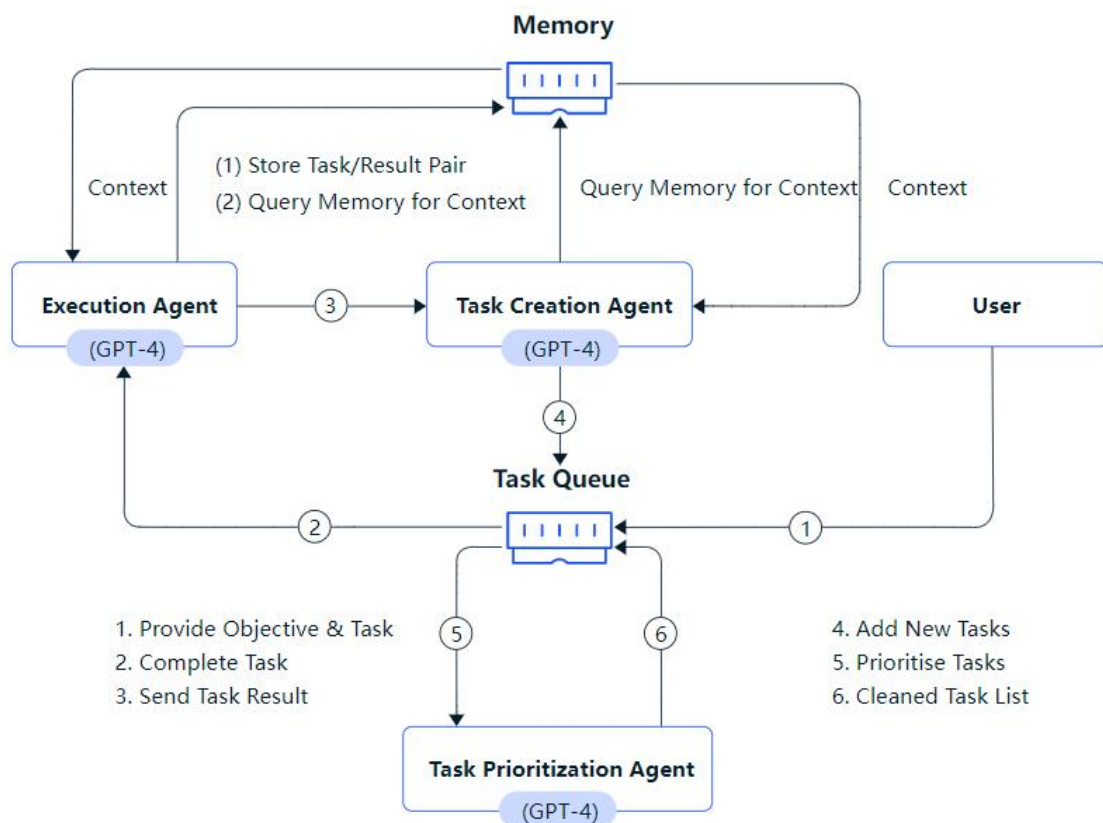 Memory
(1) Store Task/Result Pair
(2) Query Memory for Context
Context
Query Memory for Context
Context
Execution Agent
(GPT-4)
3
Task Creation Agent
(GPT-4)
User
4
Task Queue
2
1
1. Provide Objective & Task
2. Complete Task
3. Send Task Result
5
6
4. Add New Tasks
5. Prioritise Tasks
6. Cleaned Task List
Task Prioritization Agent
(GPT-4)